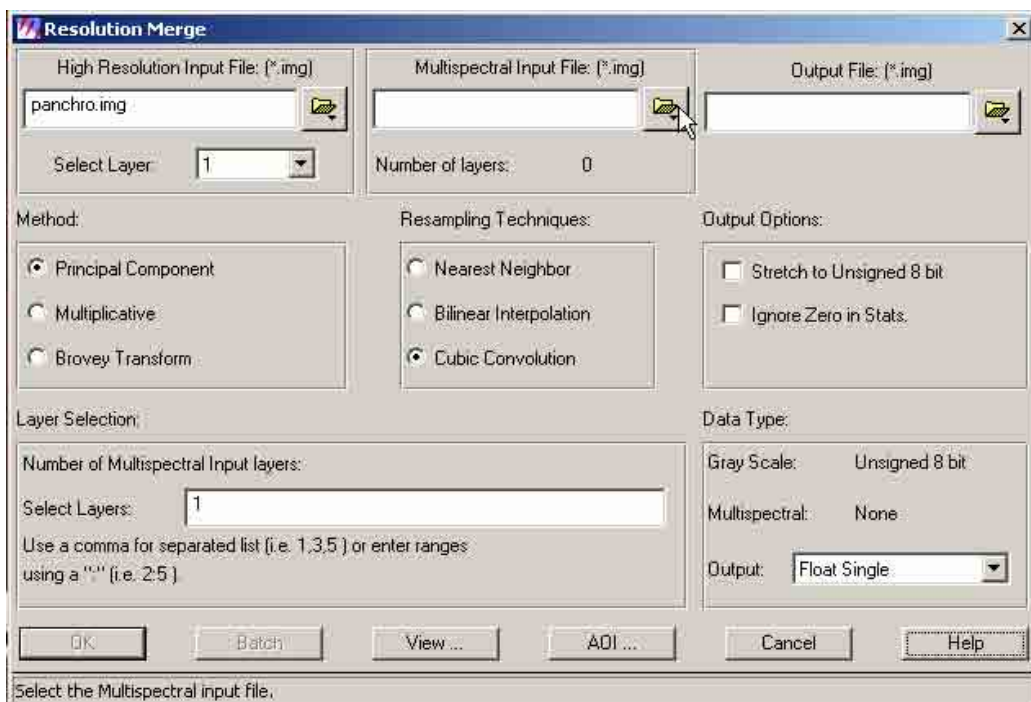 Resolution Merge
High Resolution Input File: (*.img)
panchro.img
Select Layer: 1
Multispectral Input File: (*.img)
Number of layers: 0
Output File: (*.img)
Method:
Principal Component
Multiplicative
Brovey Transform
Resampling Techniques:
Nearest Neighbor
Bilinear Interpolation
Cubic Convolution
Output Options:
Stretch to Unsigned 8 bit
Ignore Zero in Stats.
Layer Selection:
Number of Multispectral Input layers:
Select Layers: 1
Use a comma for separated list (i.e. 1,3,5 ) or enter ranges
using a ":" (i.e. 2:5 ).
Data Type:
Gray Scale: Unsigned 8 bit
Multispectral: None
Output: Float Single
OK Batch View ... AOI ... Cancel Help
Select the Multispectral input file.